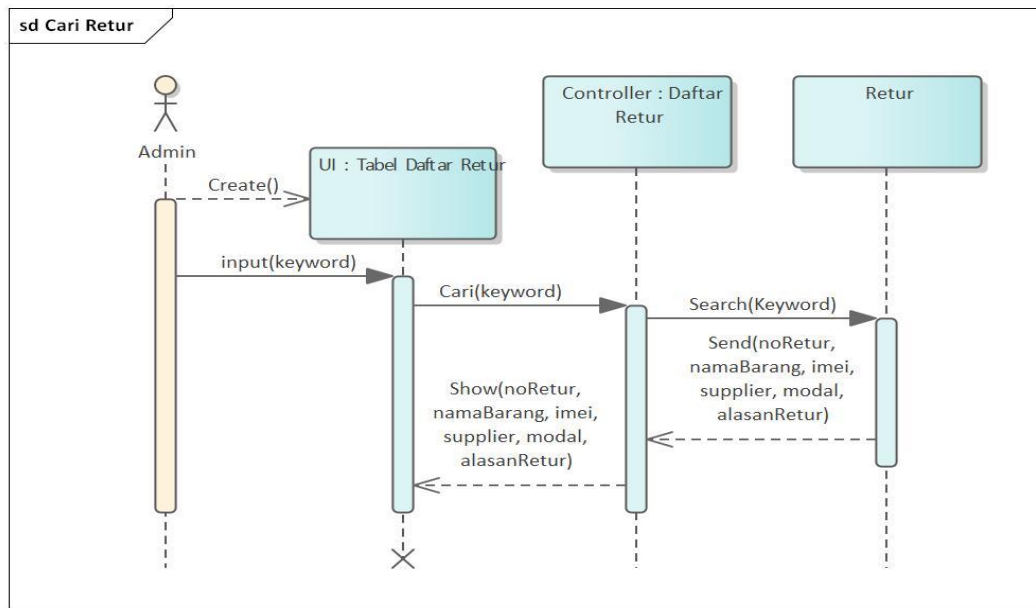 sd Cari Retur
Admin
UI : Tabel Daftar Retur
Controller : Daftar
Retur
Retur
Create()
input(keyword)
Cari(keyword)
Search(Keyword)
Send(noRetur,
namaBarang, imei,
supplier, modal,
alasanRetur)
Show(noRetur,
namaBarang, imei,
supplier, modal,
alasanRetur)